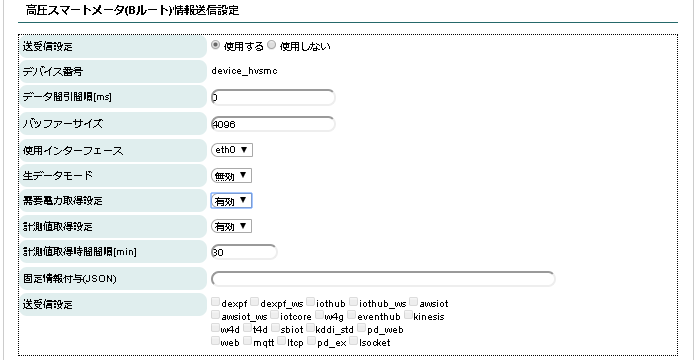 高圧スマートメータ(Bルート)情報送信設定
送受信設定 使用する 使用しない
デバイス番号 device_hvsmc
データ間引間隔[ms] 0
バッファーサイズ 4096
使用インターフェース eth0 ▼
生データモード 無効 ▼
需要電力取得設定 有効 ▼
計測値取得設定 有効 ▼
計測値取得時間間隔[min] 30
固定情報付与(JSON)
送受信設定 dexpf dexpf_ws iothub iothub_ws awsiot
awsiot_ws iotcore w4g eventhub kinesis
w4d t4d sbiot kddi_std pd_web
web mqtt ltcp pd_ex lsocket